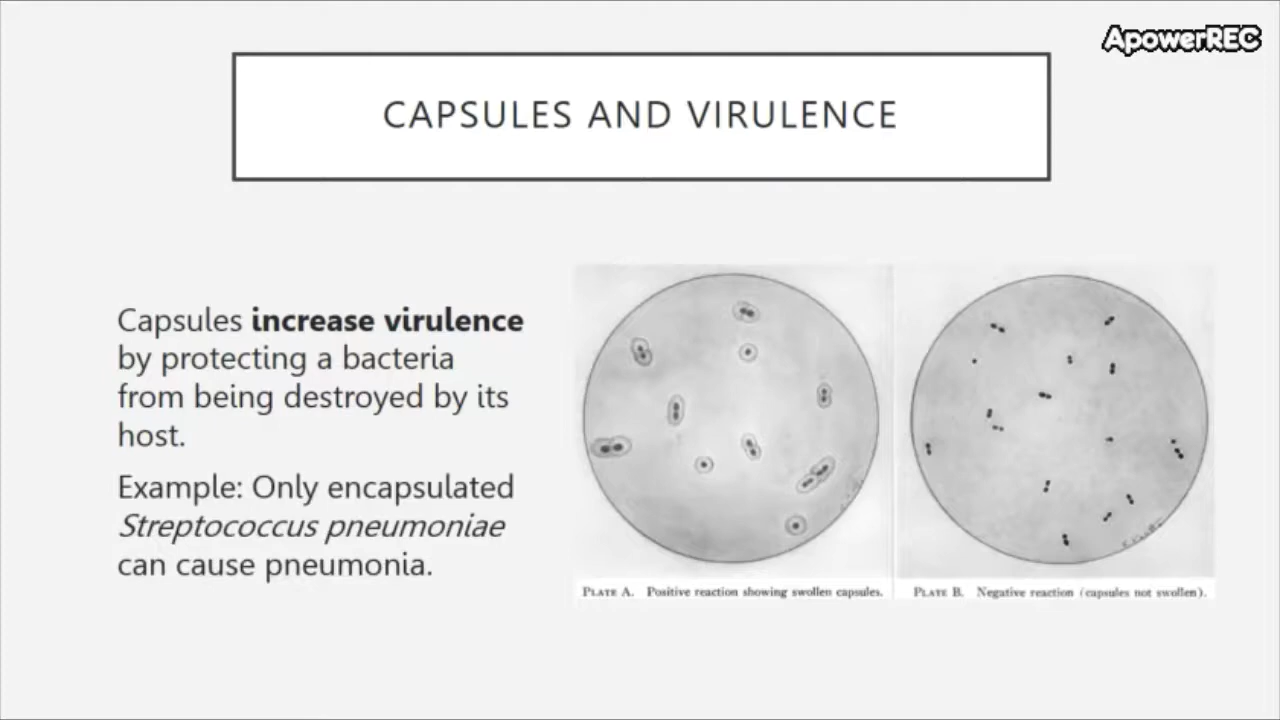 ApowerREC
CAPSULES AND VIRULENCE
Capsules increase virulence
by protecting a bacteria
from being destroyed by its
host.
Example: Only encapsulated
Streptococcus pneumoniae
can cause pneumonia.
PLATE A. Positive reaction showing swollen capsules.
PLATE B. Negative reaction (capsules not swollen).